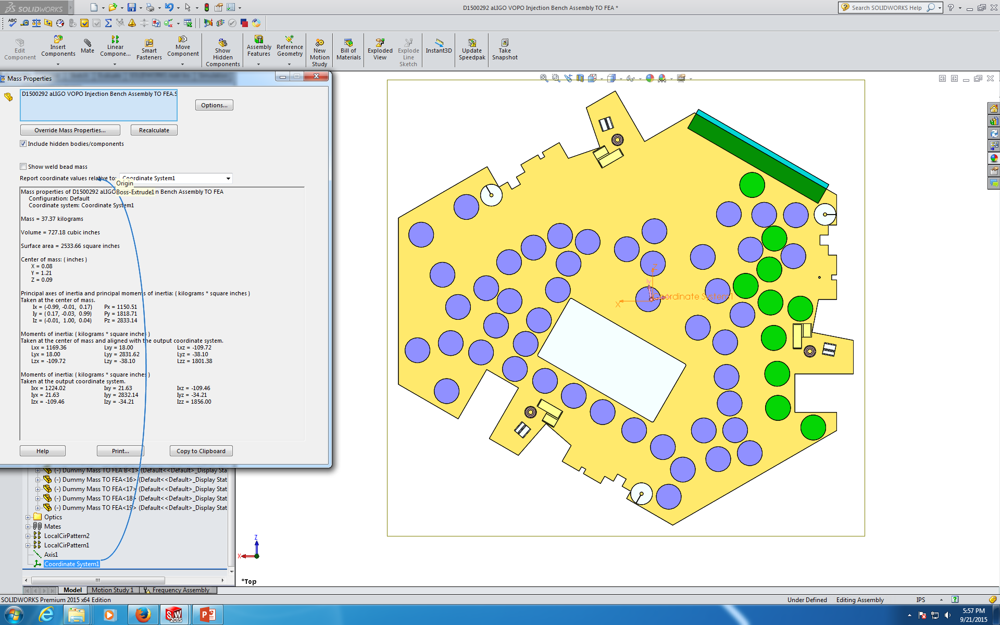 SOLIDWORKS
D1500292 aLIGO VOPO Injection Bench Assembly TO FEA *
Search SOLIDWORKS Help
ABC
Edit Component
Insert Components
Mate
Linear Compone...
Smart Fasteners
Move Component
Show Hidden Components
Assembly Features
Reference Geometry
New Motion Study
Bill of Materials
Exploded View
Explode Line Sketch
Instant3D
Update Speedpak
Take Snapshot
Mass Properties
D1500292 aLIGO VOPO Injection Bench Assembly TO FEA.S
Options...
Override Mass Properties...
Recalculate
Include hidden bodies/components
Show weld bead mass
Report coordinate values relative to:
Coordinate System1
Origin
Boss-Extrude1
Mass properties of D1500292 aLIGO n Bench Assembly TO FEA
Configuration: Default
Coordinate system: Coordinate System1
Mass = 37.37 kilograms
Volume = 727.18 cubic inches
Surface area = 2533.66 square inches
Center of mass: ( inches )
X = 0.08
Y = 1.21
Z = 0.09
Principal axes of inertia and principal moments of inertia: ( kilograms * square inches )
Taken at the center of mass.
Ix = (-0.99, -0.01, 0.17) Px = 1150.51
Iy = ( 0.17, -0.03, 0.99) Py = 1818.71
Iz = (-0.01, 1.00, 0.04) Pz = 2833.14
Moments of inertia: ( kilograms * square inches )
Taken at the center of mass and aligned with the output coordinate system.
Lxx = 1169.36 Lxy = 18.00 Lxz = -109.72
Lyx = 18.00 Lyy = 2831.62 Lyz = -38.10
Lzx = -109.72 Lzy = -38.10 Lzz = 1801.38
Moments of inertia: ( kilograms * square inches )
Taken at the output coordinate system.
Ixx = 1224.02 Ixy = 21.63 Ixz = -109.46
Iyx = 21.63 Iyy = 2832.14 Iyz = -34.21
Izx = -109.46 Izy = -34.21 Izz = 1856.00
Help
Print...
Copy to Clipboard
(-) Dummy Mass TO FEA B<1> (Default<<Default>_Display Stat
(-) Dummy Mass TO FEA<16> (Default<<Default>_Display Stat
(-) Dummy Mass TO FEA<17> (Default<<Default>_Display Stat
(-) Dummy Mass TO FEA<18> (Default<<Default>_Display Stat
(-) Dummy Mass TO FEA<19> (Default<<Default>_Display Stat
Optics
Mates
LocalCirPattern2
LocalCirPattern1
Axis1
Coordinate System1
Iy
X
Coordinate System1
Z
X
*Top
Model
Motion Study 1
Frequency Assembly
SOLIDWORKS Premium 2015 x64 Edition
Under Defined
Editing Assembly
IPS
SW
2015
5:57 PM
9/21/2015